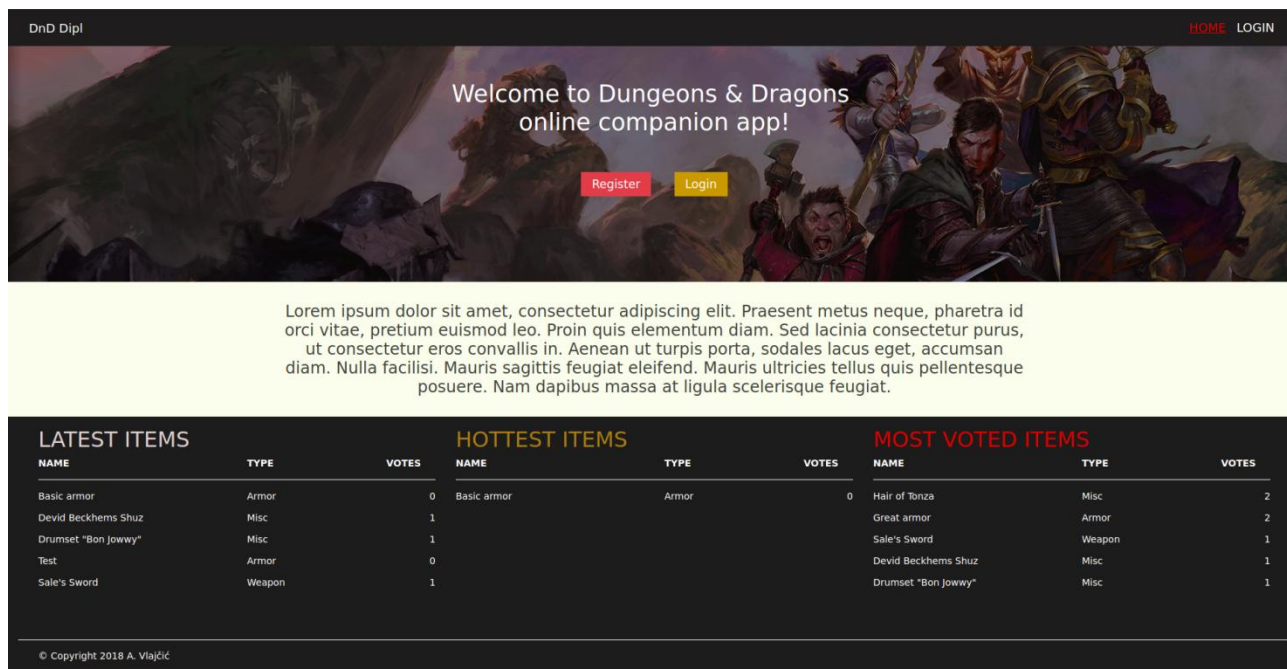 DnD Dipl
HOME LOGIN
Welcome to Dungeons & Dragons
online companion app!
Register Login
Lorem ipsum dolor sit amet, consectetur adipiscing elit. Praesent metus neque, pharetra id
orci vitae, pretium euismod leo. Proin quis elementum diam. Sed lacinia consectetur purus,
ut consectetur eros convallis in. Aenean ut turpis porta, sodales lacus eget, accumsan
diam. Nulla facilisi. Mauris sagittis feugiat eleifend. Mauris ultricies tellus quis pellentesque
posuere. Nam dapibus massa at ligula scelerisque feugiat.
LATEST ITEMS
NAME TYPE VOTES
Basic armor Armor 0
Devid Beckhems Shuz Misc 1
Drumset "Bon Jowwy" Misc 1
Test Armor 0
Sale's Sword Weapon 1
HOTTEST ITEMS
NAME TYPE VOTES
Basic armor Armor 0
MOST VOTED ITEMS
NAME TYPE VOTES
Hair of Tonza Misc 2
Great armor Armor 2
Sale's Sword Weapon 1
Devid Beckhems Shuz Misc 1
Drumset "Bon Jowwy" Misc 1
© Copyright 2018 A. Vlajčić